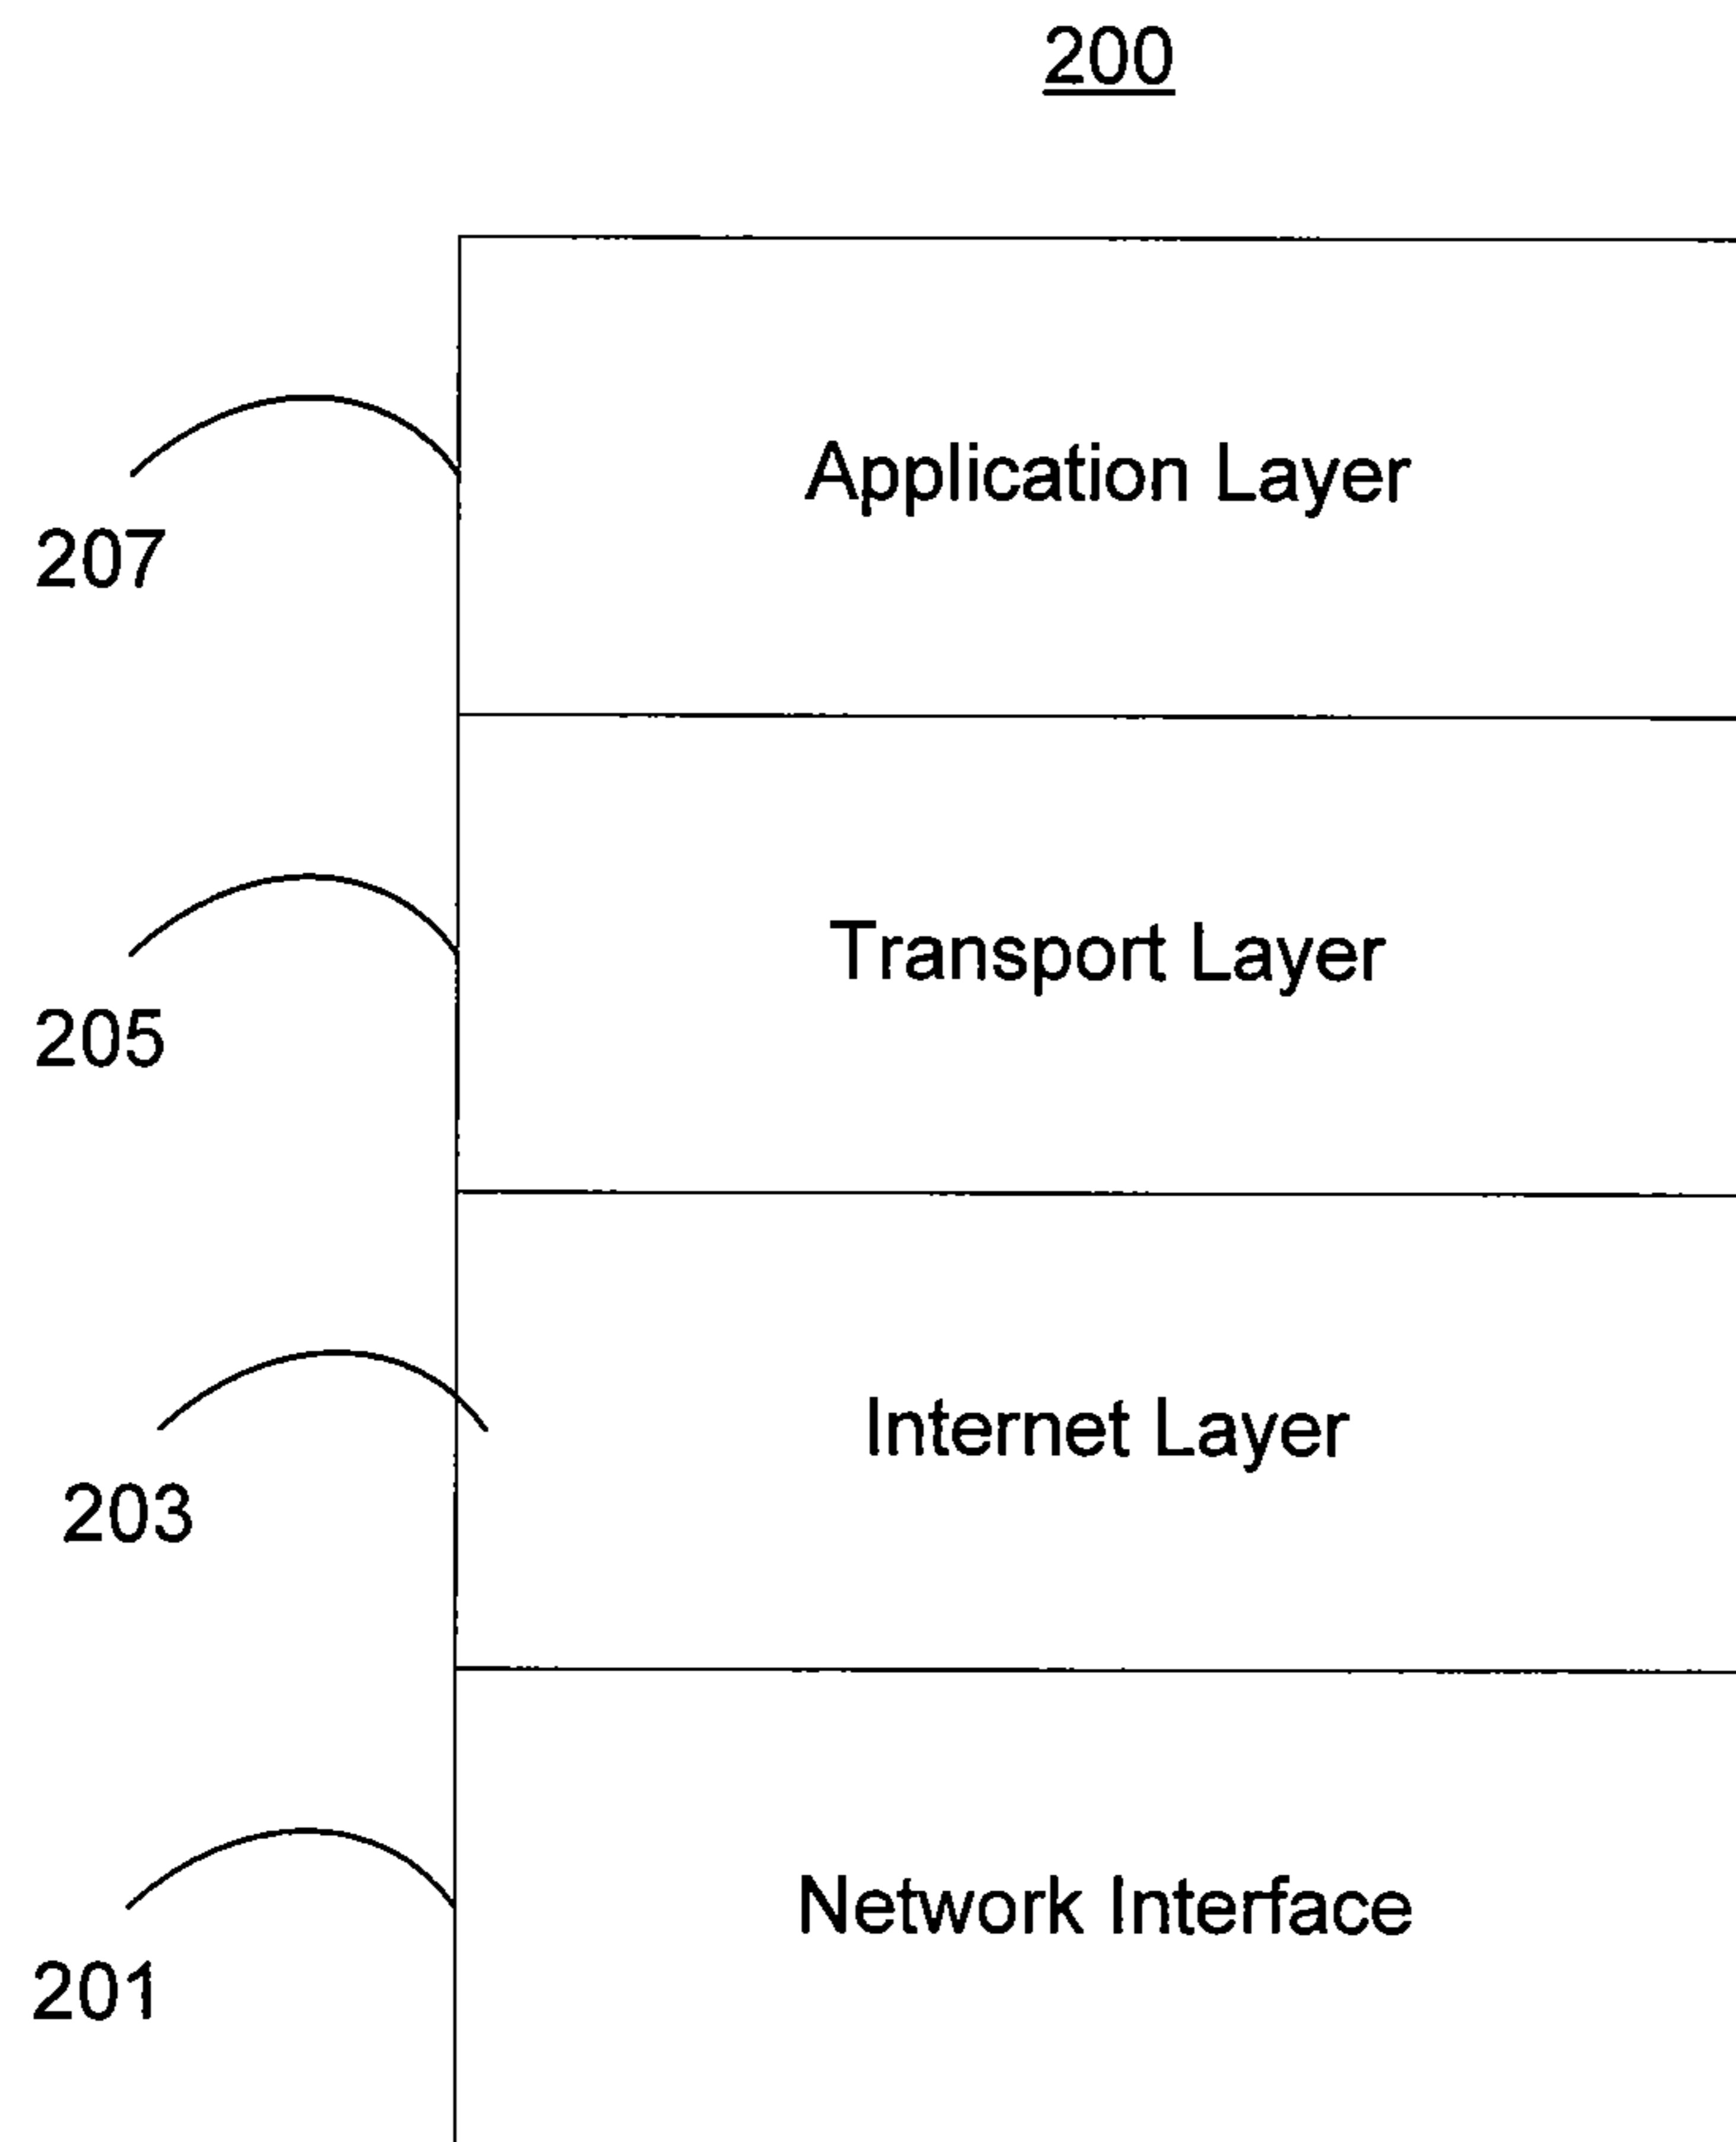 200
Application Layer
207
Transport Layer
205
Internet Layer
203
Network Interface
201